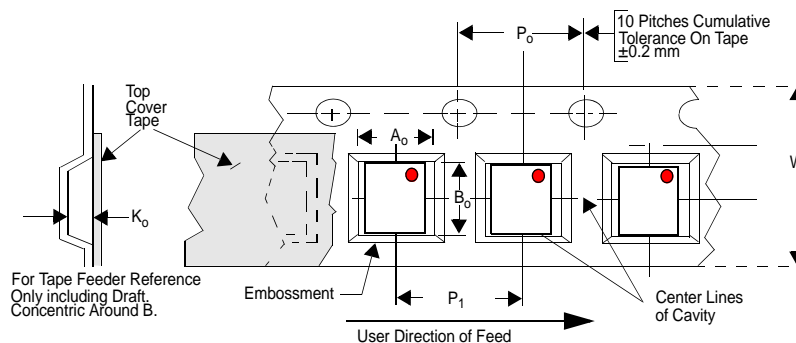 10 Pitches Cumulative
Tolerance On Tape
±0.2 mm
Po
Top
Cover
Tape
Ao
W
Bo
Ko
For Tape Feeder Reference
Only including Draft.
Concentric Around B.
Embossment
P1
Center Lines
of Cavity
User Direction of Feed